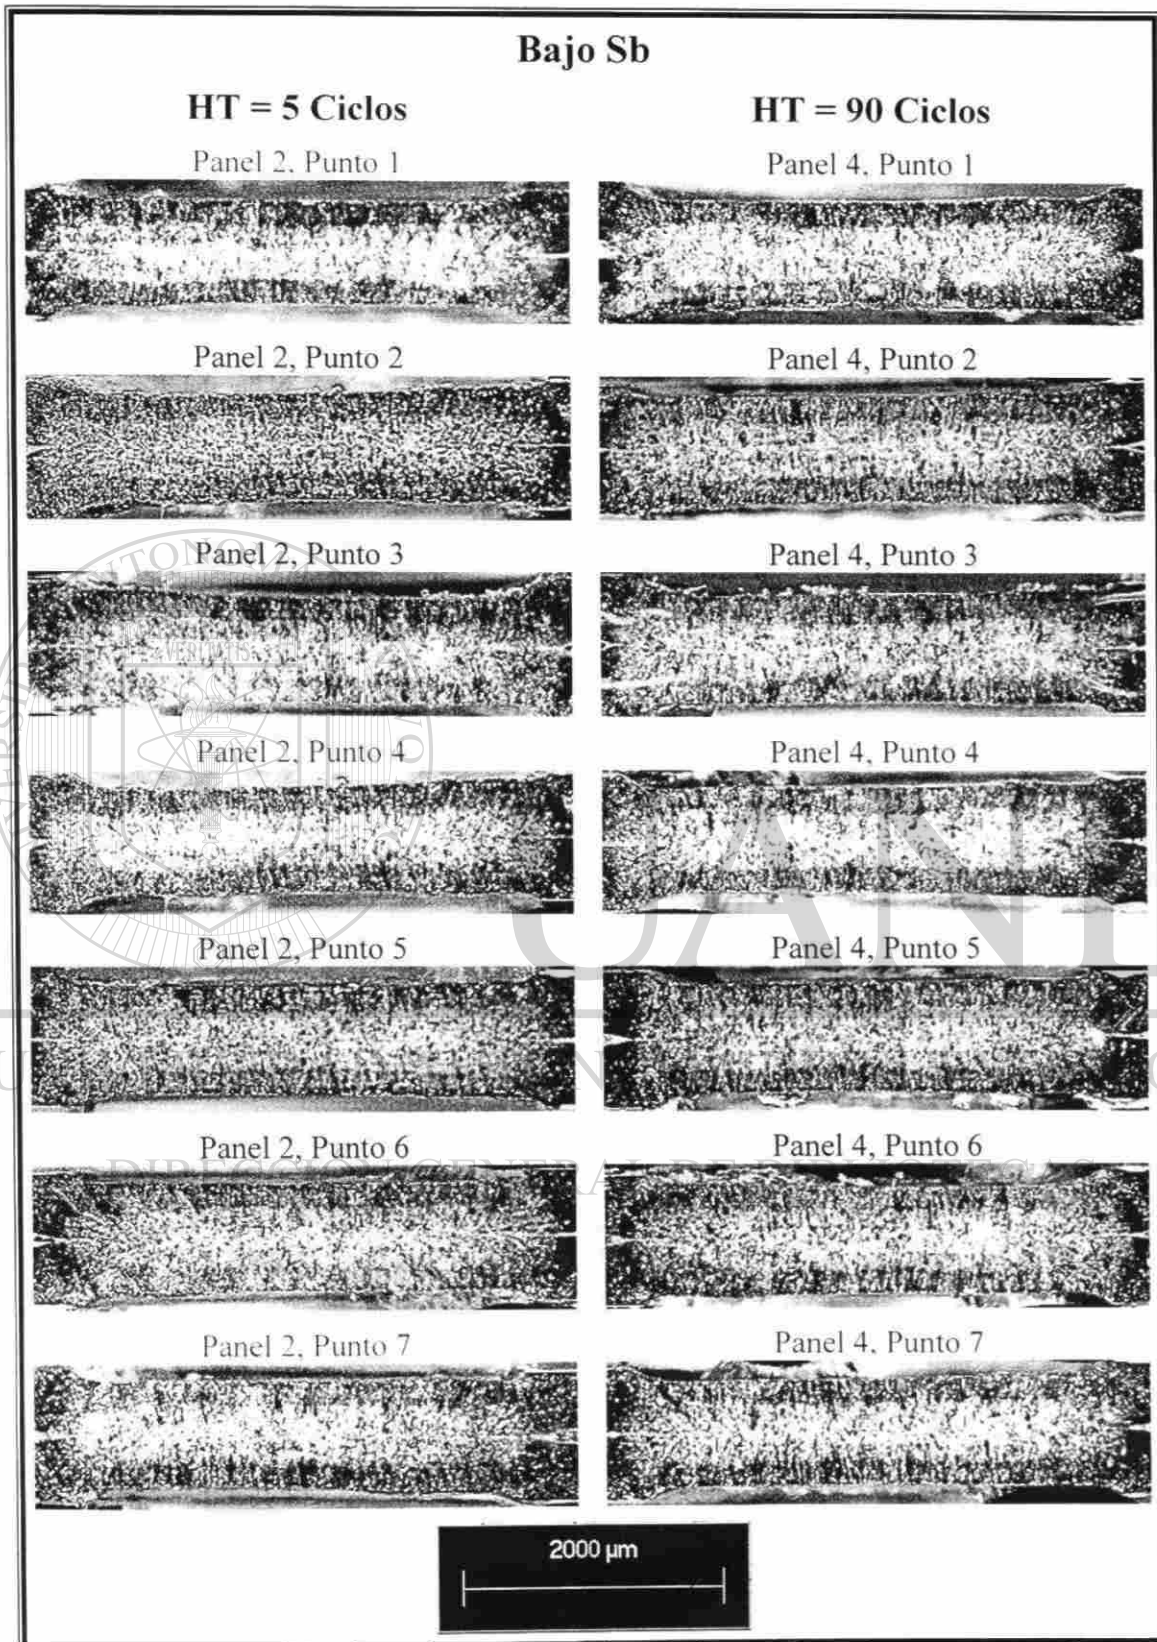 Bajo Sb
HT = 5 Ciclos
HT = 90 Ciclos
Panel 2, Punto 1
Panel 4, Punto 1
Panel 2, Punto 2
Panel 4, Punto 2
Panel 2, Punto 3
Panel 4, Punto 3
Panel 2, Punto 4
Panel 4, Punto 4
Panel 2, Punto 5
Panel 4, Punto 5
Panel 2, Punto 6
Panel 4, Punto 6
Panel 2, Punto 7
Panel 4, Punto 7
2000 µm